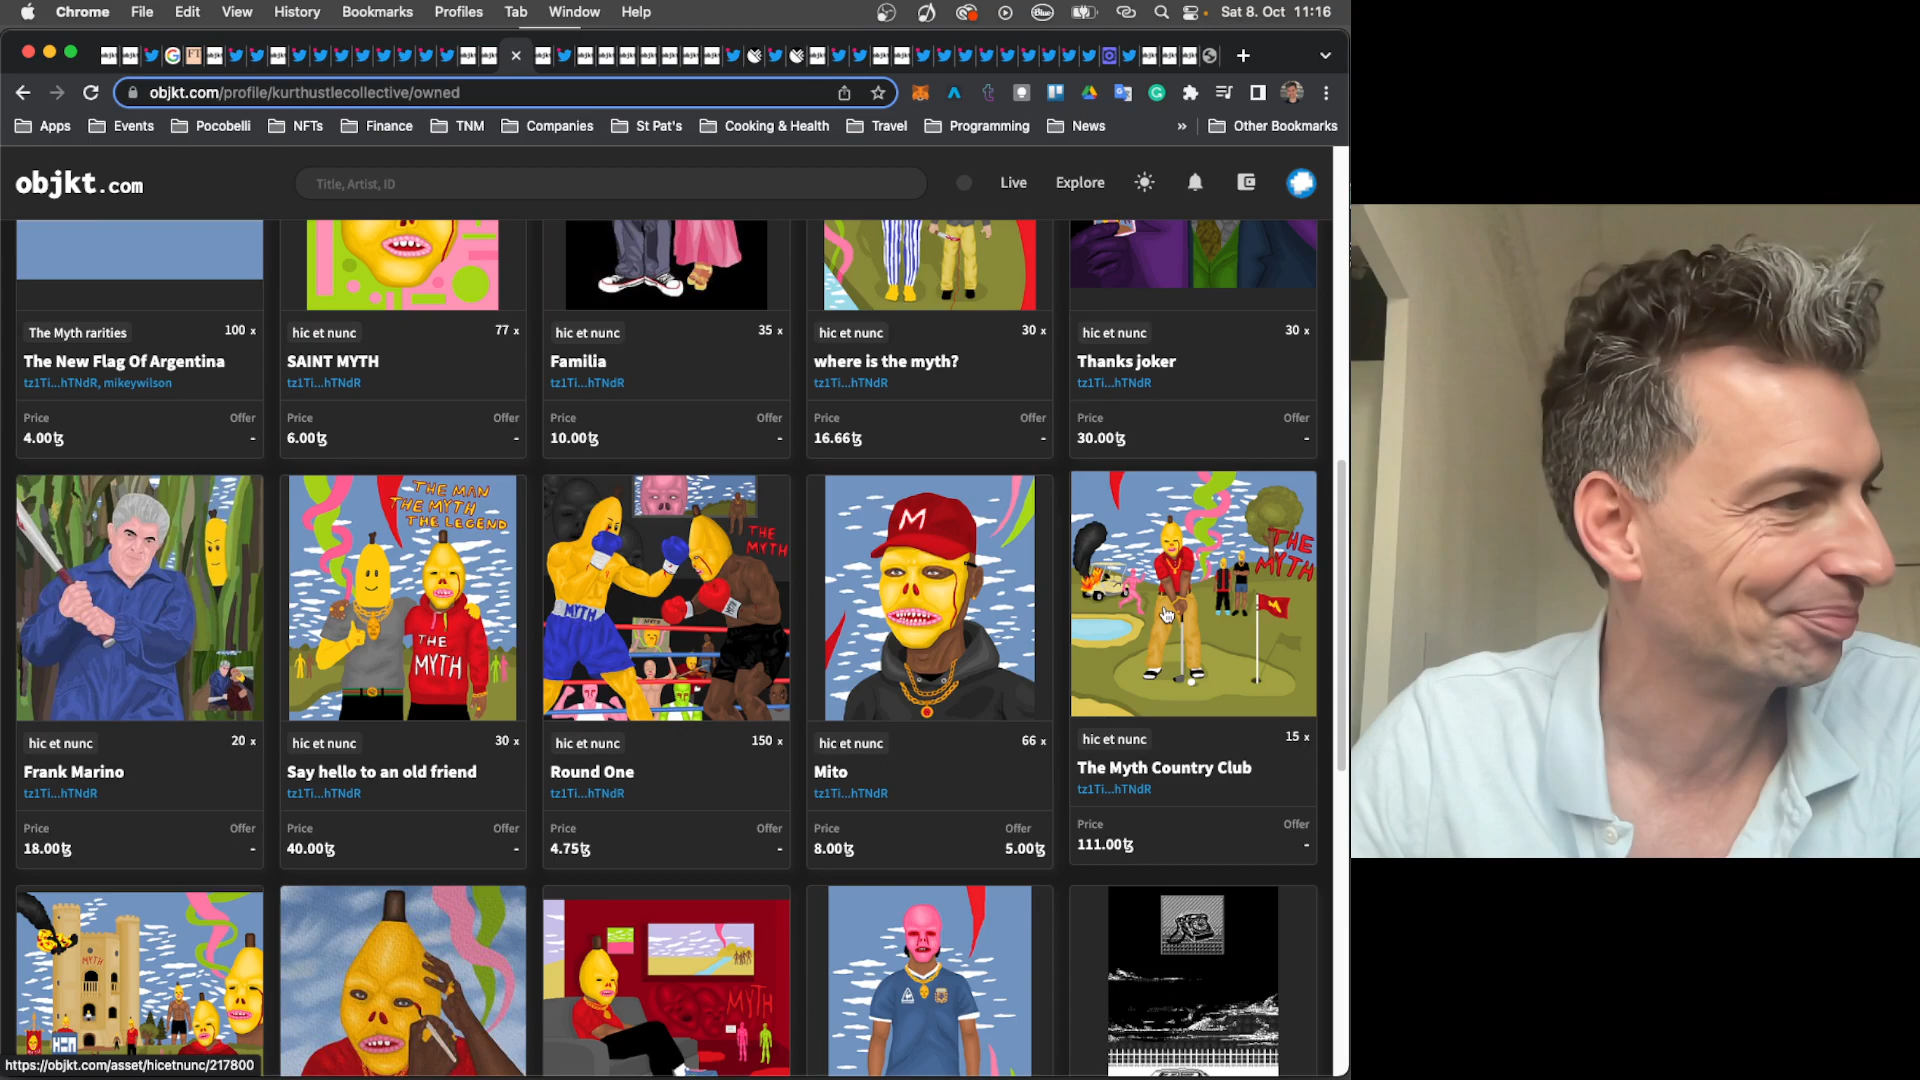 Chrome File Edit View History Bookmarks Profiles Tab Window Help Blue Sat 8. Oct 11:16
objkt.com/profile/kurthustlecollective/owned
Apps Events Pocobelli NFTs Finance TNM Companies St Pat's Cooking & Health Travel Programming News » Other Bookmarks
objkt.com Title, Artist, ID Live Explore
The Myth rarities 100 x hic et nunc 77 x hic et nunc 35 x hic et nunc 30 x hic et nunc 30 x
The New Flag Of Argentina SAINT MYTH Familia where is the myth? Thanks joker
tz1Ti...hTNdR, mikeywilson tz1Ti...hTNdR tz1Ti...hTNdR tz1Ti...hTNdR tz1Ti...hTNdR
Price Offer Price Offer Price Offer Price Offer Price Offer
4.00ꜩ - 6.00ꜩ - 10.00ꜩ - 16.66ꜩ - 30.00ꜩ -
THE MAN
THE MYTH
THE LEGEND
THE
MYTH
THE
MYTH
MYTH
M
THE
MYTH
hic et nunc 20 x hic et nunc 30 x hic et nunc 150 x hic et nunc 66 x hic et nunc 15 x
Frank Marino Say hello to an old friend Round One Mito The Myth Country Club
tz1Ti...hTNdR tz1Ti...hTNdR tz1Ti...hTNdR tz1Ti...hTNdR tz1Ti...hTNdR
Price Offer Price Offer Price Offer Price Offer Price Offer
18.00ꜩ - 40.00ꜩ - 4.75ꜩ - 8.00ꜩ 5.00ꜩ 111.00ꜩ -
MYTH
MYTH
https://objkt.com/asset/hicetnunc/217800